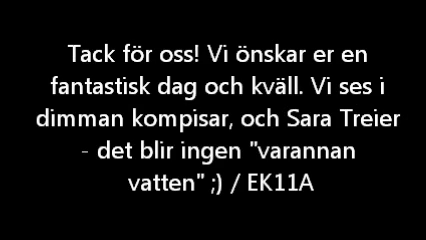 Tack för oss! Vi önskar er en
fantastisk dag och kväll. Vi ses i
dimman kompisar, och Sara Treier
- det blir ingen "varannan
vatten" ;) / EK11A